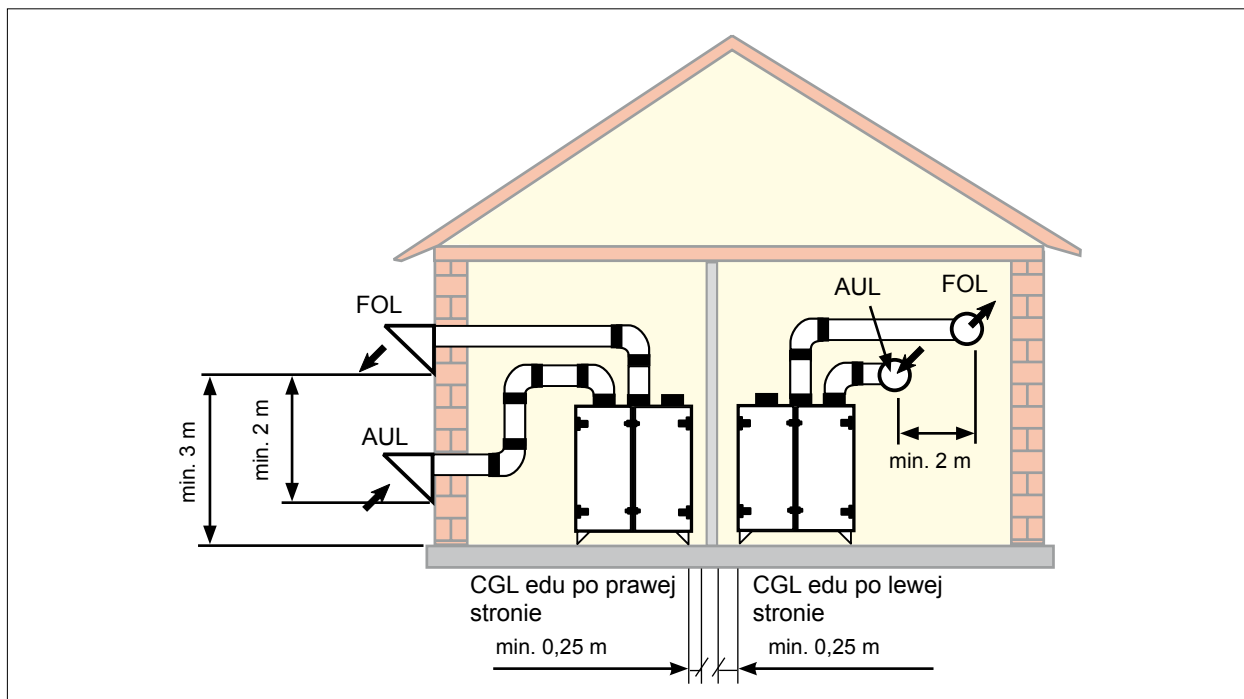 FOL
AUL
min. 3 m
min. 2 m
AUL
FOL
min. 2 m
CGL edu po prawej
stronie
min. 0,25 m
CGL edu po lewej
stronie
min. 0,25 m